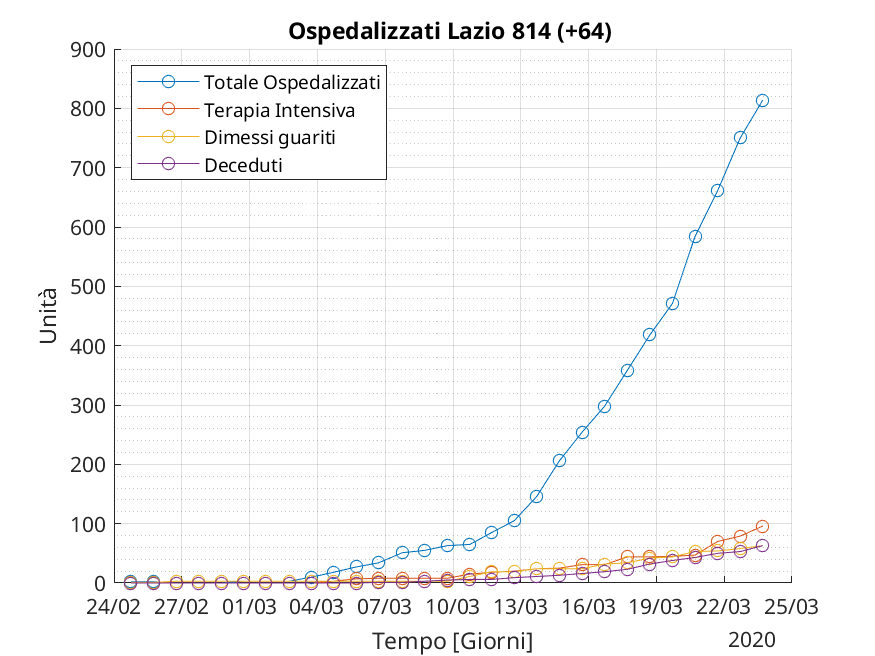 Ospedalizzati Lazio 814 (+64)
900
800
700
600
500
400
300
200
100
0
Unità
Totale Ospedalizzati
Terapia Intensiva
Dimessi guariti
Deceduti
24/02 27/02 01/03 04/03 07/03 10/03 13/03 16/03 19/03 22/03 25/03
Tempo [Giorni]
2020